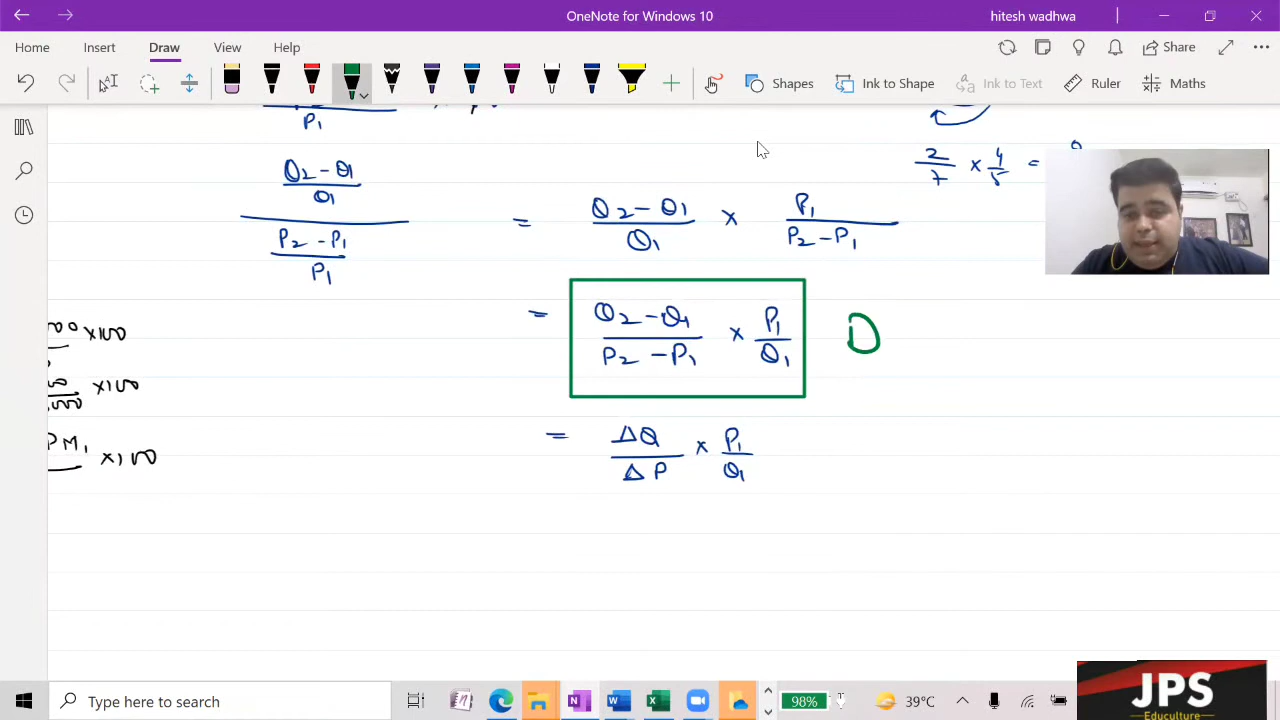 OneNote for Windows 10
hitesh wadhwa
Home Insert Draw View Help
Share
Shapes Ink to Shape Ink to Text Ruler Maths
P₁
Q₂ - Q₁
Q₁
P₂ - P₁
P₁
= Q₂ - Q₁ × P₁
Q₁ P₂ - P₁
2/7 × 4/5 =
= Q₂ - Q₁ × P₁
P₂ - P₁ Q₁
D
= ΔQ × P₁
ΔP Q₁
×100
×100
×100
Type here to search
98%
39°C
JPS
Educulture